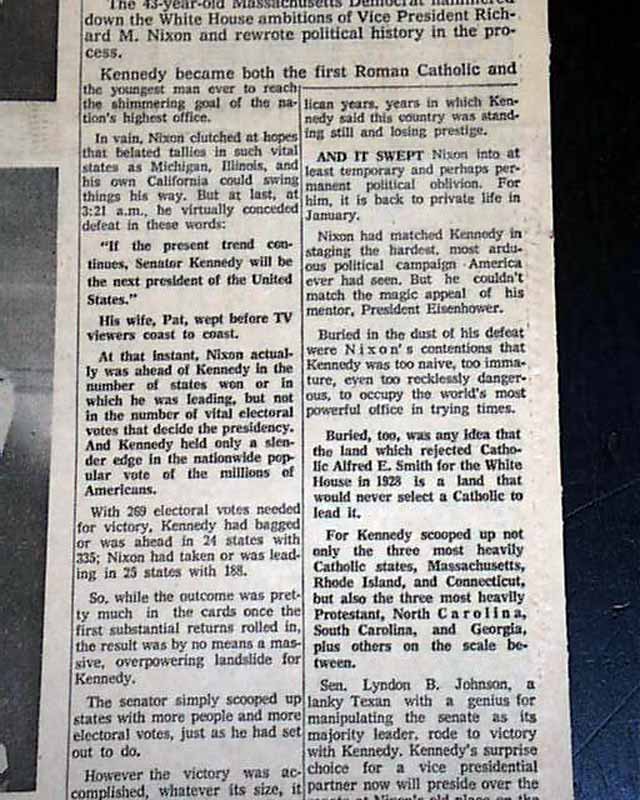 The 43-year-old Massachusetts Democrat hammered
down the White House ambitions of Vice President Rich-
ard M. Nixon and rewrote political history in the pro-
cess.
Kennedy became both the first Roman Catholic and
the youngest man ever to reach
the shimmering goal of the na-
tion's highest office.
In vain, Nixon clutched at hopes
that belated tallies in such vital
states as Michigan, Illinois, and
his own California could swing
things his way. But at last, at
3:21 a.m., he virtually conceded
defeat in these words:
"If the present trend con-
tinues, Senator Kennedy will be
the next president of the United
States."
His wife, Pat, wept before TV
viewers coast to coast.
At that instant, Nixon actual-
ly was ahead of Kennedy in the
number of states won or in
which he was leading, but not
in the number of vital electoral
votes that decide the presidency.
And Kennedy held only a slen-
der edge in the nationwide pop-
ular vote of the millions of
Americans.
With 269 electoral votes needed
for victory, Kennedy had bagged
or was ahead in 24 states with
335; Nixon had taken or was lead-
ing in 25 states with 188.
So, while the outcome was pret-
ty much in the cards once the
first substantial returns rolled in,
the result was by no means a mas-
sive, overpowering landslide for
Kennedy.
The senator simply scooped up
states with more people and more
electoral votes, just as he had set
out to do.
However the victory was ac-
complished, whatever its size, it
lican years, years in which Ken-
nedy said this country was stand-
ing still and losing prestige.
AND IT SWEPT Nixon into at
least temporary and perhaps per-
manent political oblivion. For
him, it is back to private life in
January.
Nixon had matched Kennedy in
staging the hardest, most ardu-
ous political campaign America
ever had seen. But he couldn't
match the magic appeal of his
mentor, President Eisenhower.
Buried in the dust of his defeat
were Nixon's contentions that
Kennedy was too naive, too imma-
ture, even too recklessly danger-
ous, to occupy the world's most
powerful office in trying times.
Buried, too, was any idea that
the land which rejected Catho-
lic Alfred E. Smith for the White
House in 1928 is a land that
would never select a Catholic to
lead it.
For Kennedy scooped up not
only the three most heavily
Catholic states, Massachusetts,
Rhode Island, and Connecticut,
but also the three most heavily
Protestant, North Carolina,
South Carolina, and Georgia,
plus others on the scale be-
tween.
Sen. Lyndon B. Johnson, a
lanky Texan with a genius for
manipulating the senate as its
majority leader, rode to victory
with Kennedy. Kennedy's surprise
choice for a vice presidential
partner now will preside over the